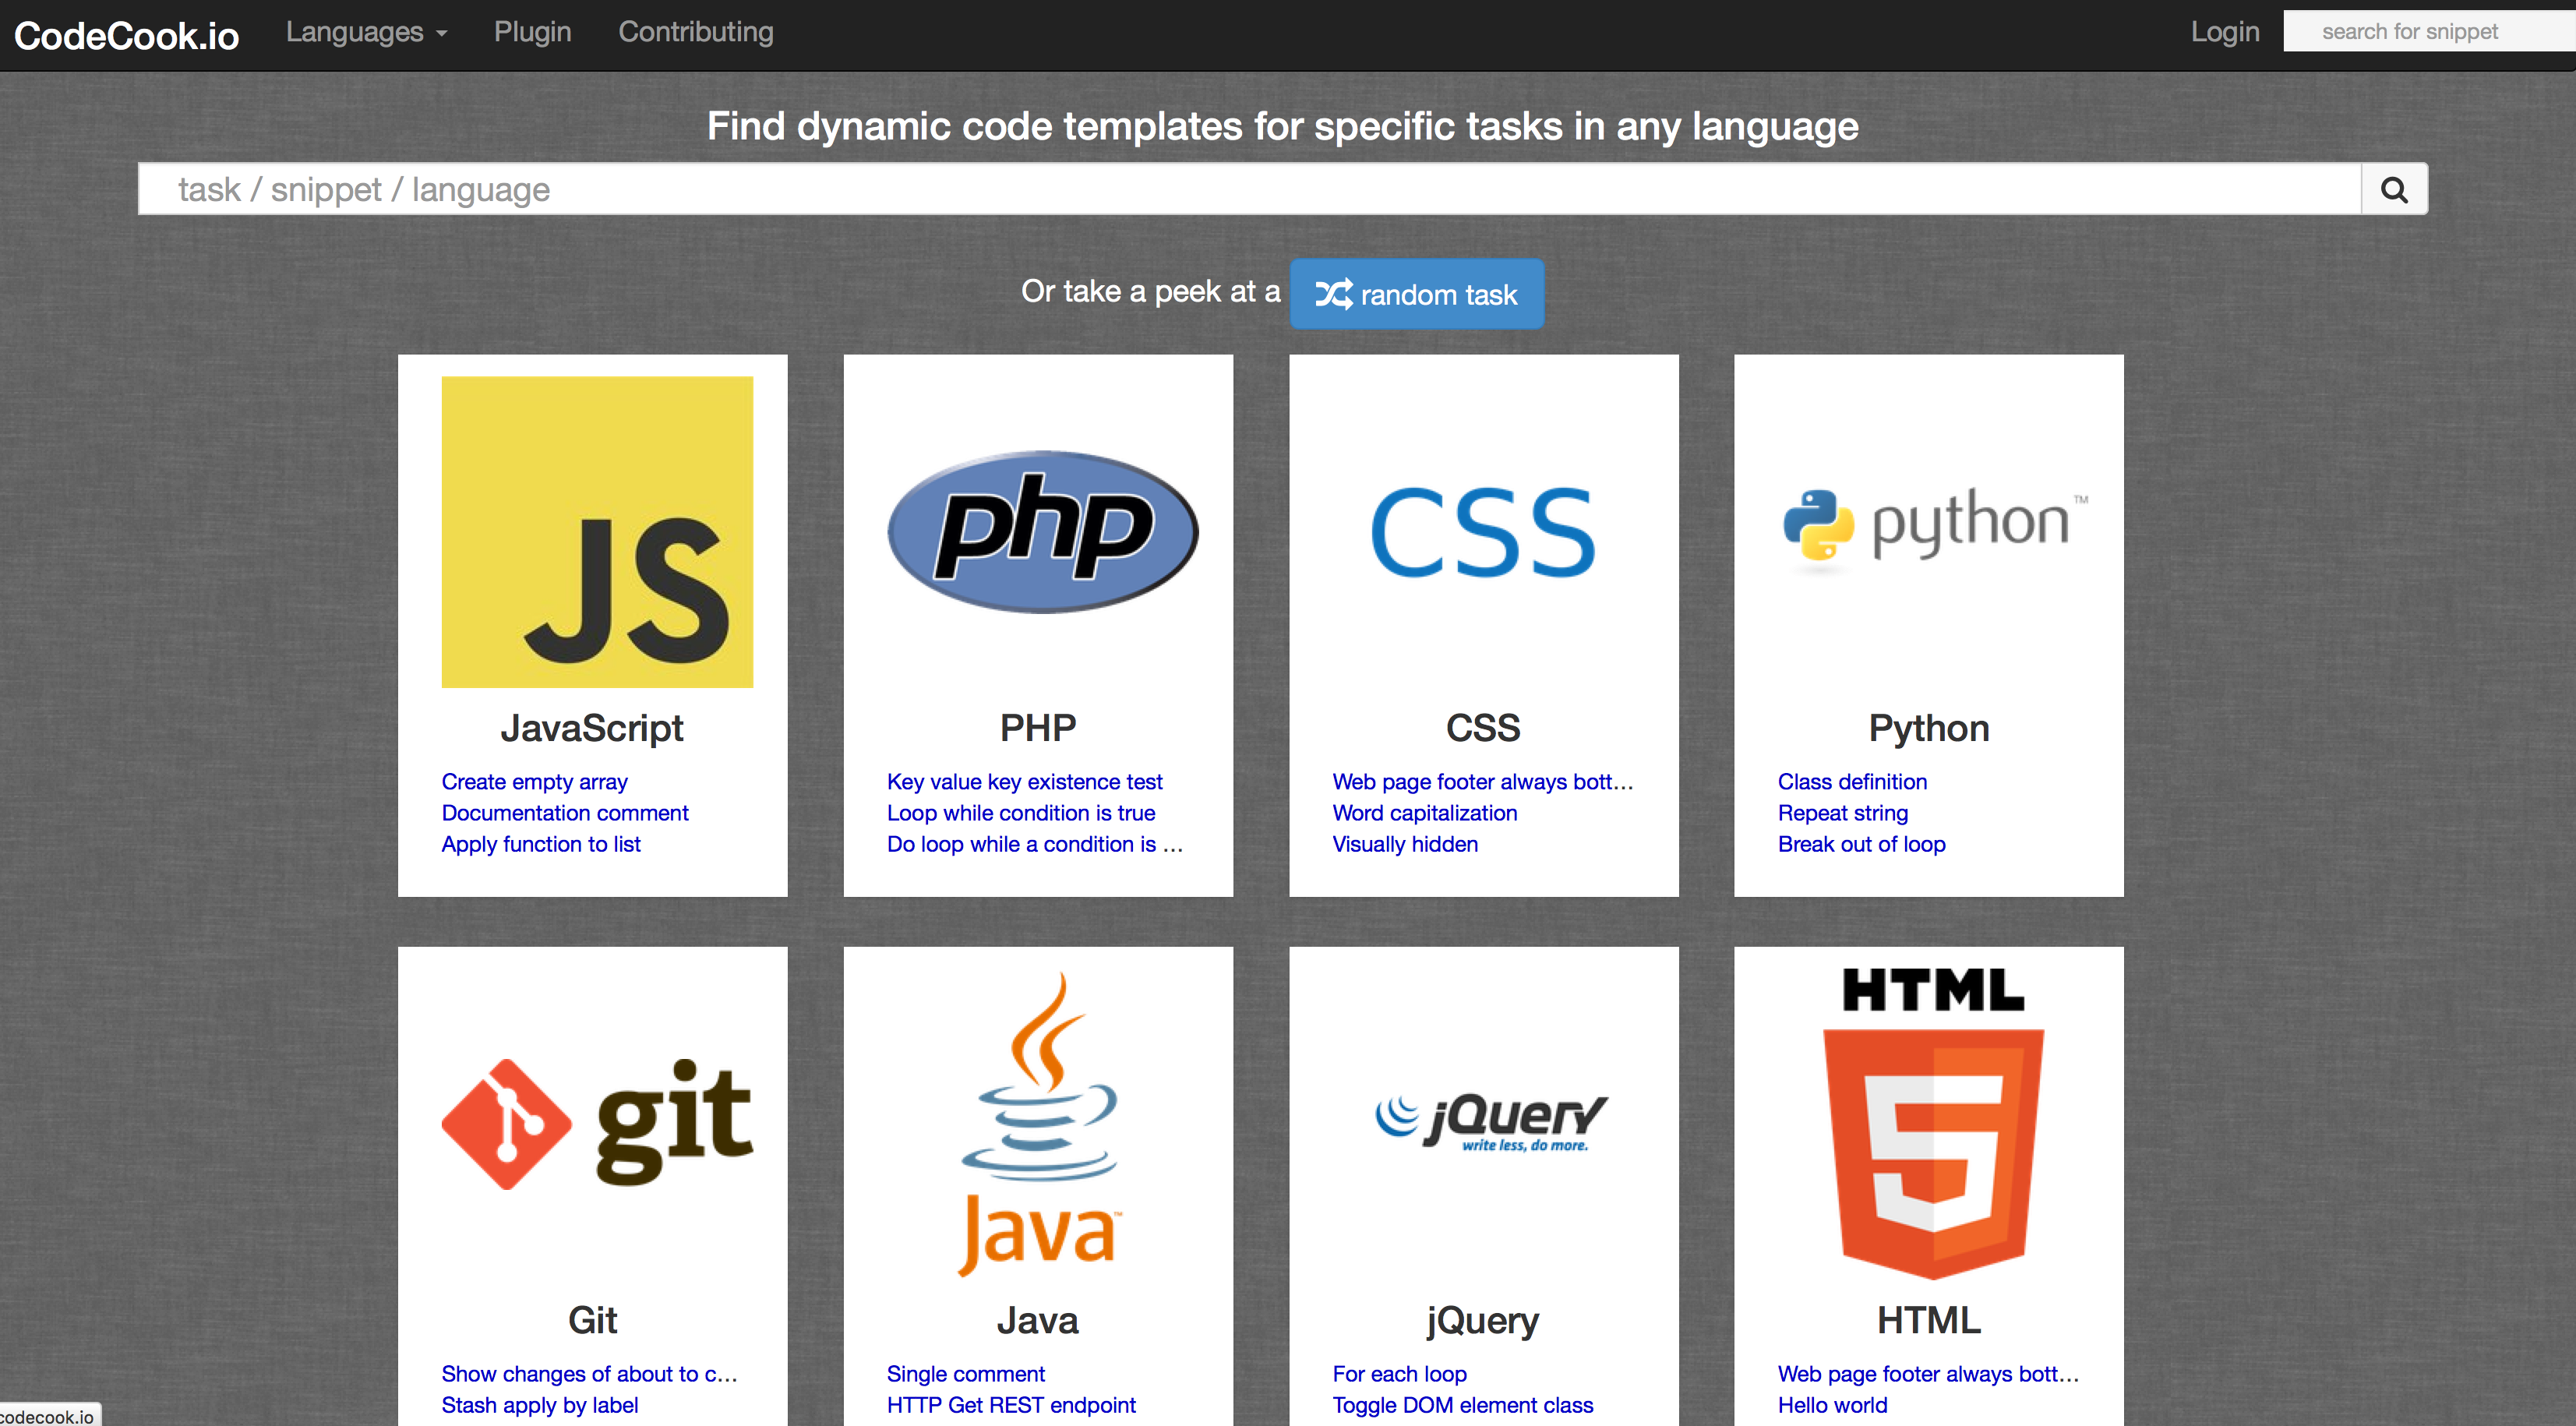 CodeCook.io Languages Plugin Contributing Login search for snippet
Find dynamic code templates for specific tasks in any language
task / snippet / language
Or take a peek at a random task
JS
JavaScript
Create empty array
Documentation comment
Apply function to list
php
PHP
Key value key existence test
Loop while condition is true
Do loop while a condition is ...
CSS
CSS
Web page footer always bott...
Word capitalization
Visually hidden
python™
Python
Class definition
Repeat string
Break out of loop
git
Git
Show changes of about to c...
Stash apply by label
Java™
Java
Single comment
HTTP Get REST endpoint
jQuery
write less, do more.
jQuery
For each loop
Toggle DOM element class
HTML
5
HTML
Web page footer always bott...
Hello world
codecook.io